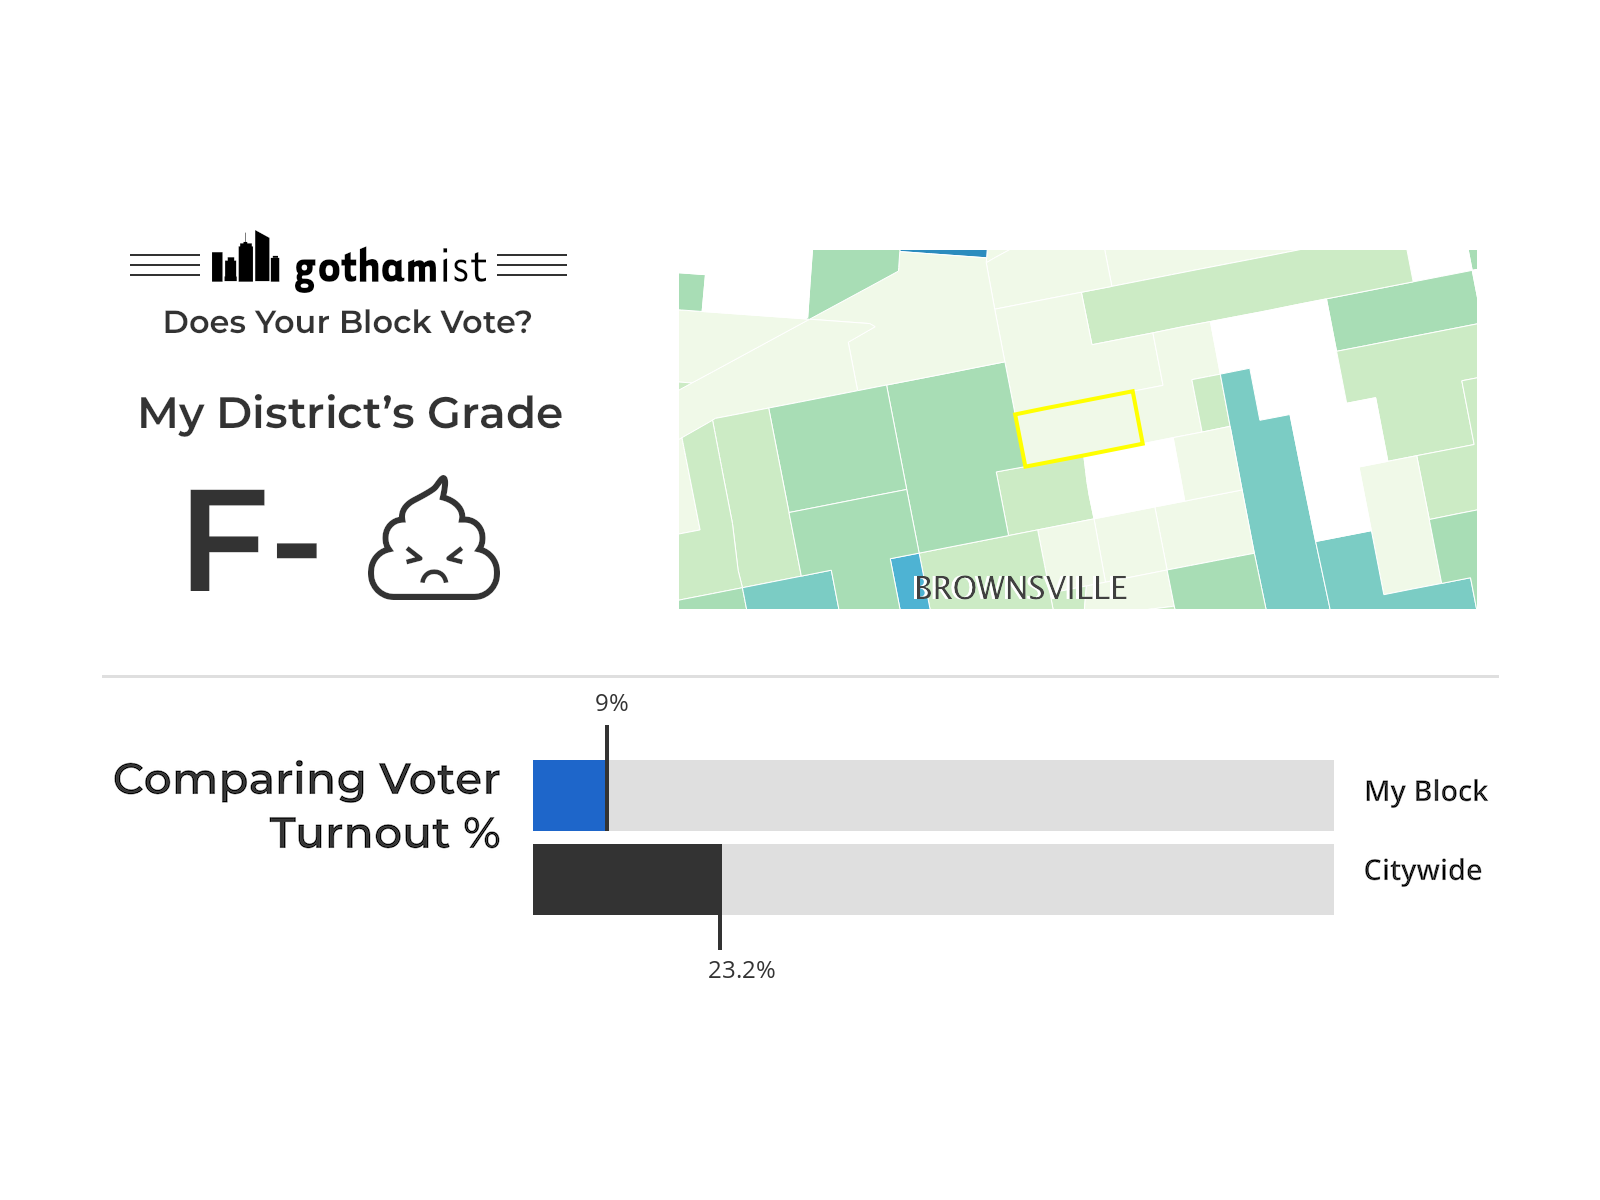 gothamist
Does Your Block Vote?
My District’s Grade
F-
BROWNSVILLE
9%
Comparing Voter
Turnout %
My Block
Citywide
23.2%